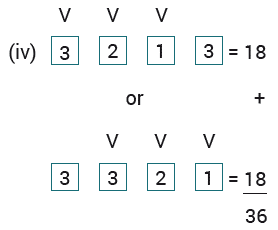 V V V
(iv) 3 2 1 3 = 18
or +
V V V
3 3 2 1 = 18
36